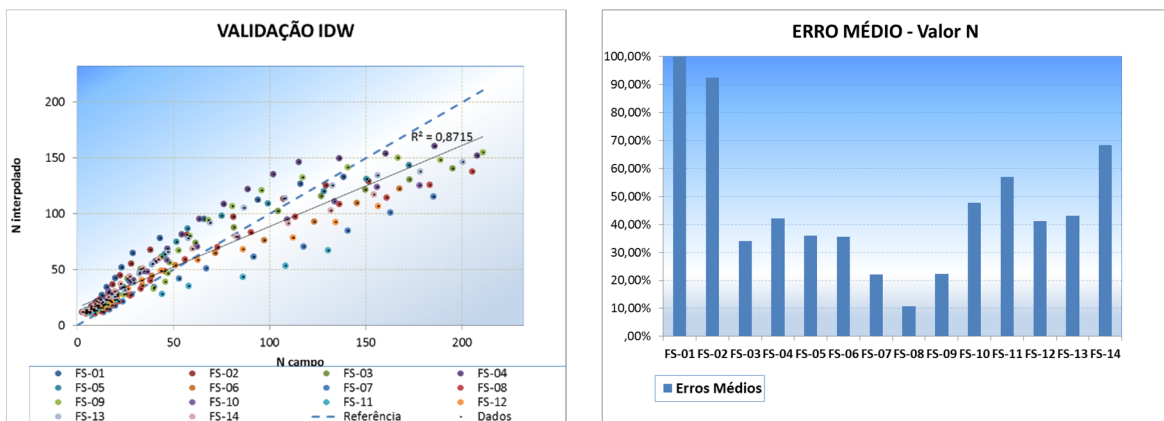 VALIDAÇÃO IDW
N interpolado
200
150
100
50
0
R² = 0,8715
0 50 100 150 200
N campo
FS-01 FS-02 FS-03 FS-04
FS-05 FS-06 FS-07 FS-08
FS-09 FS-10 FS-11 FS-12
FS-13 FS-14 Referência Dados
ERRO MÉDIO - Valor N
100,00%
90,00%
80,00%
70,00%
60,00%
50,00%
40,00%
30,00%
20,00%
10,00%
,00%
FS-01 FS-02 FS-03 FS-04 FS-05 FS-06 FS-07 FS-08 FS-09 FS-10 FS-11 FS-12 FS-13 FS-14
Erros Médios